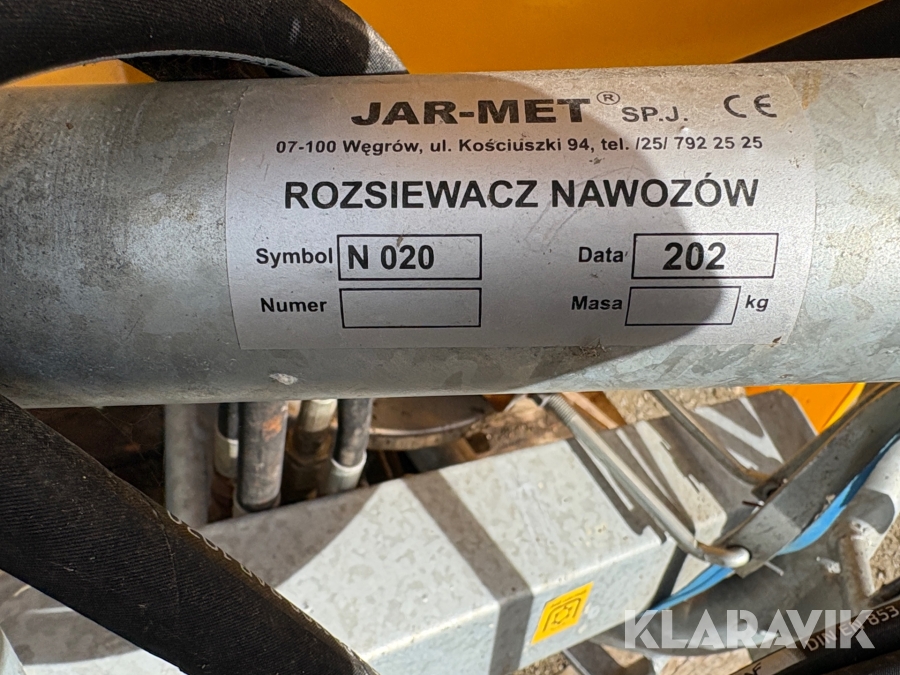 JAR-MET® SP.J. CE
07-100 Węgrów, ul. Kościuszki 94, tel. /25/ 792 25 25
ROZSIEWACZ NAWOZÓW
Symbol N 020 Data 202
Numer Masa kg
KLARAVIK
853